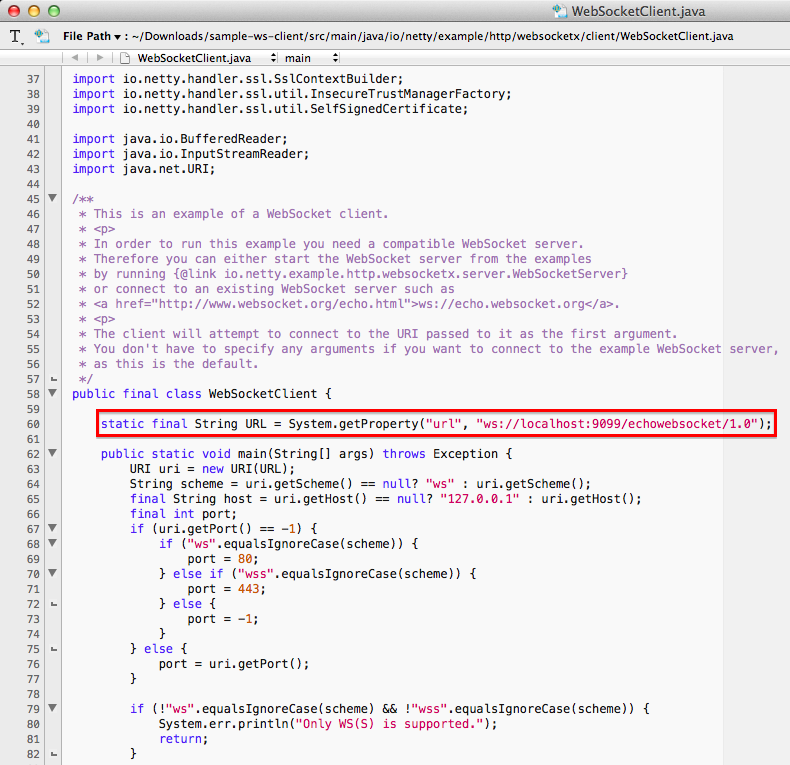 WebSocketClient.java
File Path ▾ : ~/Downloads/sample-ws-client/src/main/java/io/netty/example/http/websocketx/client/WebSocketClient.java
WebSocketClient.java main
37 import io.netty.handler.ssl.SslContextBuilder;
38 import io.netty.handler.ssl.util.InsecureTrustManagerFactory;
39 import io.netty.handler.ssl.util.SelfSignedCertificate;
40
41 import java.io.BufferedReader;
42 import java.io.InputStreamReader;
43 import java.net.URI;
44
45 /**
46 * This is an example of a WebSocket client.
47 * <p>
48 * In order to run this example you need a compatible WebSocket server.
49 * Therefore you can either start the WebSocket server from the examples
50 * by running {@link io.netty.example.http.websocketx.server.WebSocketServer}
51 * or connect to an existing WebSocket server such as
52 * <a href="http://www.websocket.org/echo.html">ws://echo.websocket.org</a>.
53 * <p>
54 * The client will attempt to connect to the URI passed to it as the first argument.
55 * You don't have to specify any arguments if you want to connect to the example WebSocket server,
56 * as this is the default.
57 */
58 public final class WebSocketClient {
59
60 static final String URL = System.getProperty("url", "ws://localhost:9099/echowebsocket/1.0");
61
62 public static void main(String[] args) throws Exception {
63 URI uri = new URI(URL);
64 String scheme = uri.getScheme() == null? "ws" : uri.getScheme();
65 final String host = uri.getHost() == null? "127.0.0.1" : uri.getHost();
66 final int port;
67 if (uri.getPort() == -1) {
68 if ("ws".equalsIgnoreCase(scheme)) {
69 port = 80;
70 } else if ("wss".equalsIgnoreCase(scheme)) {
71 port = 443;
72 } else {
73 port = -1;
74 }
75 } else {
76 port = uri.getPort();
77 }
78
79 if (!"ws".equalsIgnoreCase(scheme) && !"wss".equalsIgnoreCase(scheme)) {
80 System.err.println("Only WS(S) is supported.");
81 return;
82 }